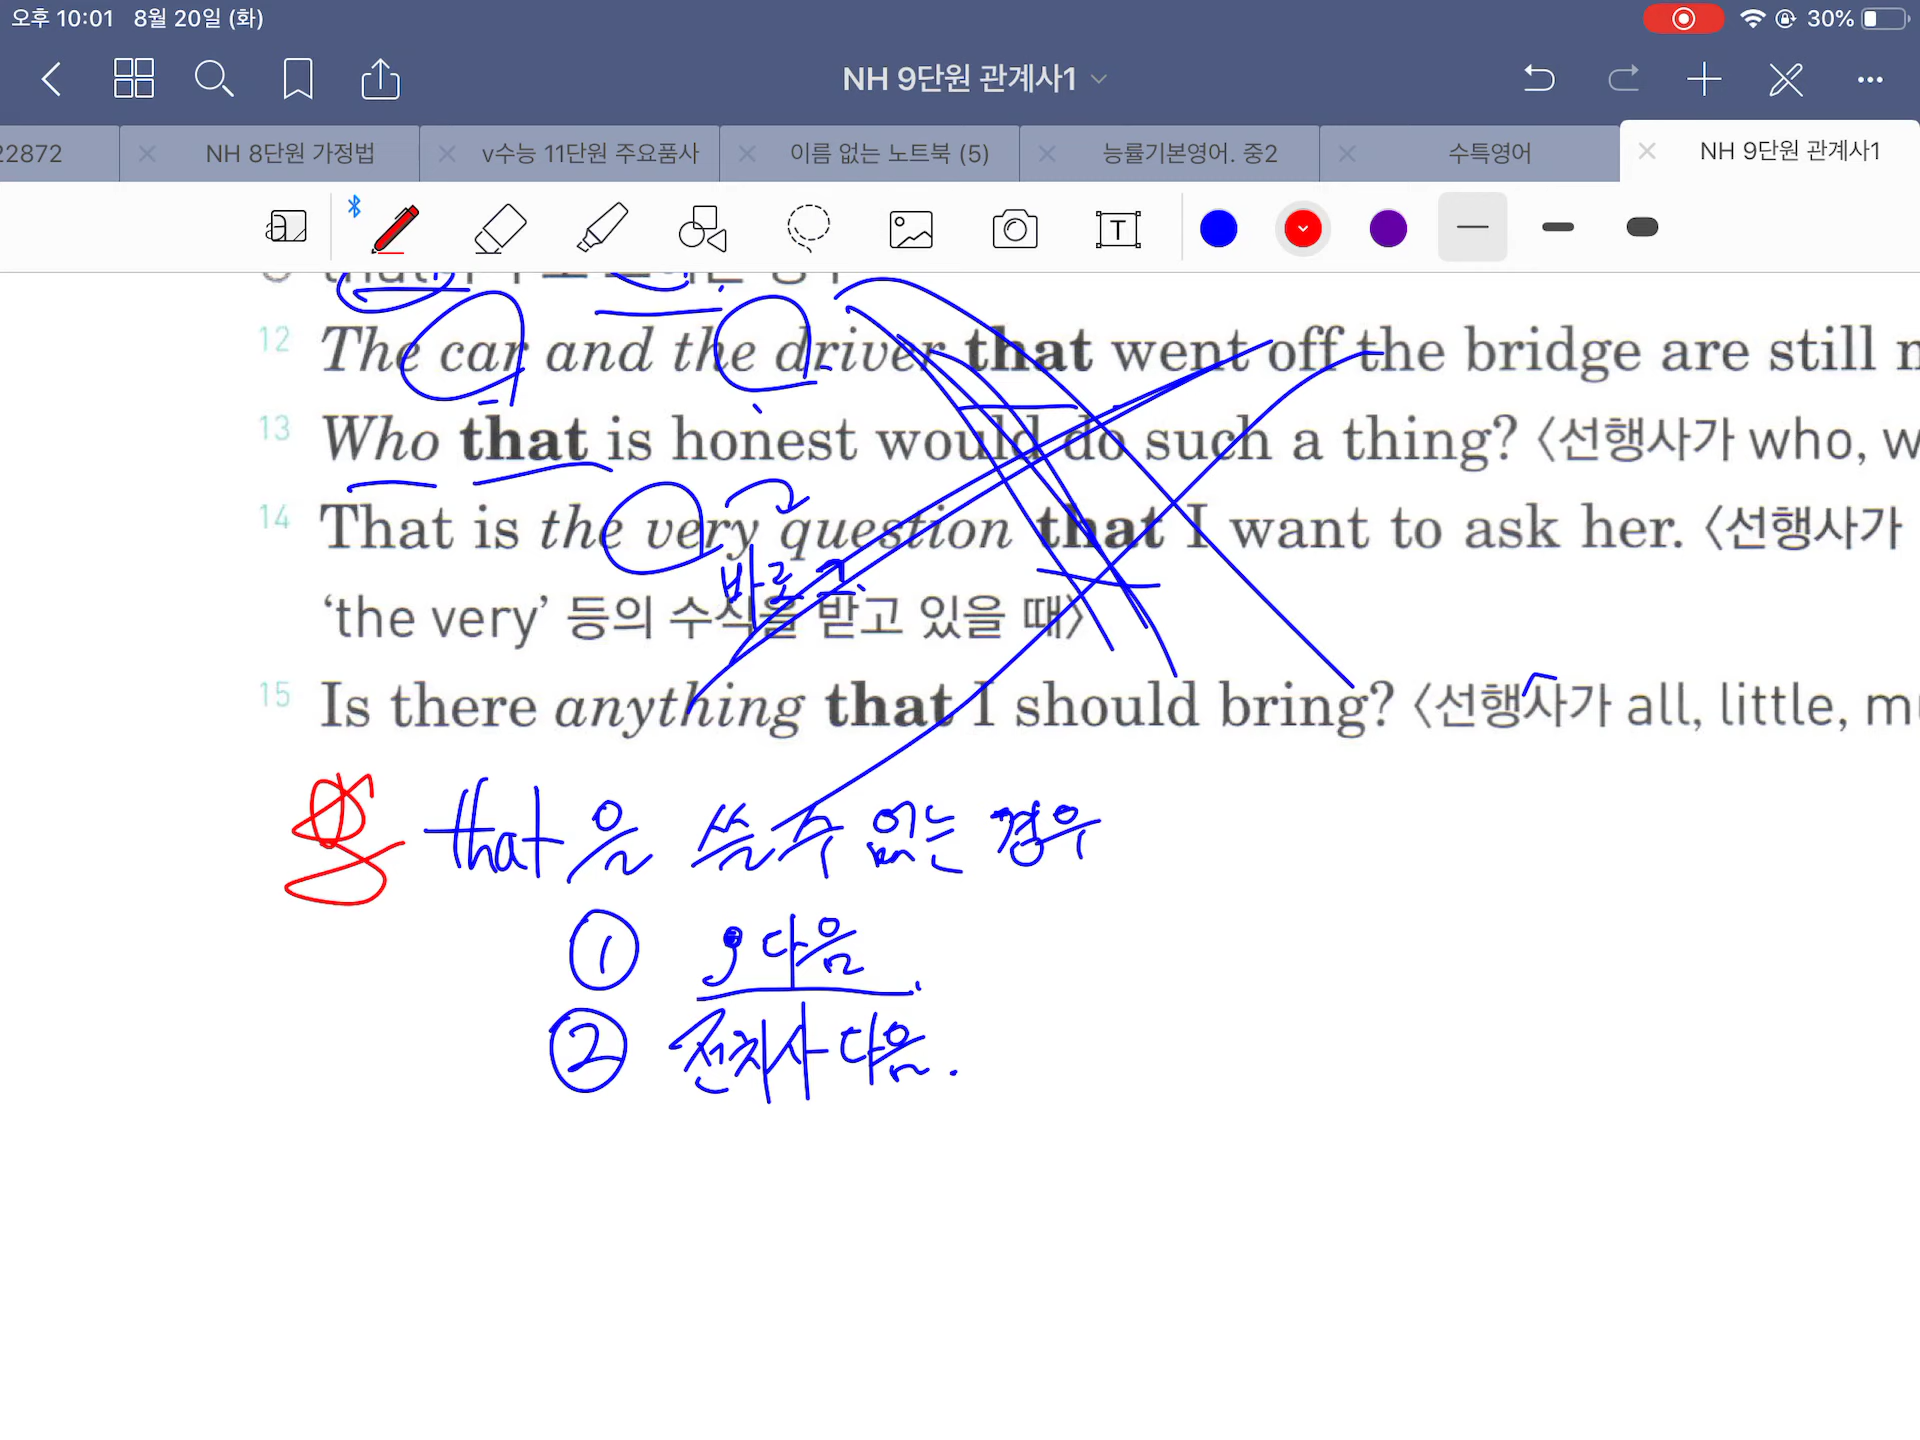 오후 10:01 8월 20일 (화) 30%
NH 9단원 관계사1
22872 NH 8단원 가정법 v수능 11단원 주요품사 이름 없는 노트북 (5) 능률기본영어. 중2 수특영어 NH 9단원 관계사1
T
12 The car and the driver that went off the bridge are still
13 Who that is honest would do such a thing? 〈선행사가 who, w
14 That is the very question that I want to ask her. 〈선행사가
바로 그
‘the very’ 등의 수식을 받고 있을 때〉
15 Is there anything that I should bring? 〈선행사가 all, little, mu
that 을 쓸 수 없는 경우
① , 다음
② 전치사 다음.